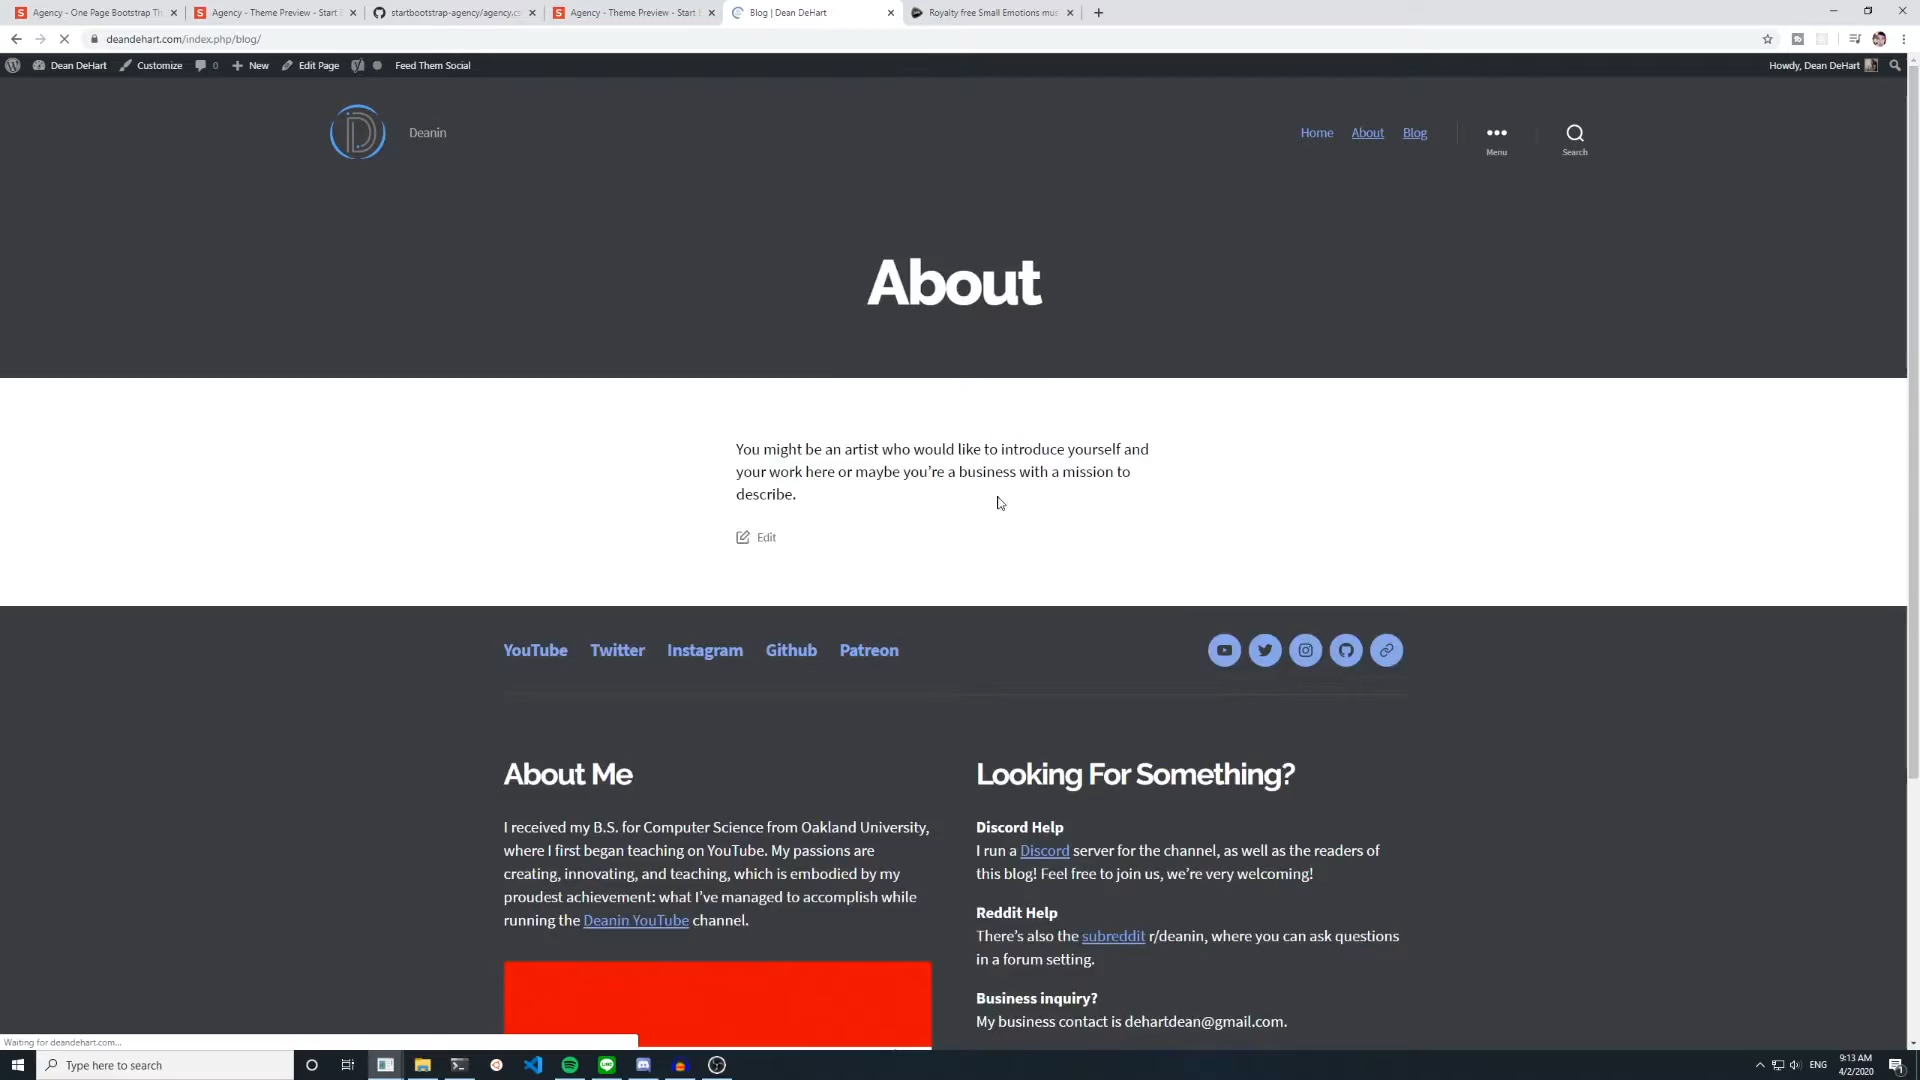 Agency - One Page Bootstrap Th
Agency - Theme Preview - Start
startbootstrap-agency/agency.cs
Agency - Theme Preview - Start
Blog | Dean DeHart
Royalty free Small Emotions mus
deandehart.com/index.php/blog/
Dean DeHart
Customize
0
New
Edit Page
Feed Them Social
Howdy, Dean DeHart
D
Deanin
Home
About
Blog
Menu
Search
About
You might be an artist who would like to introduce yourself and
your work here or maybe you’re a business with a mission to
describe.
Edit
YouTube
Twitter
Instagram
Github
Patreon
About Me
I received my B.S. for Computer Science from Oakland University,
where I first began teaching on YouTube. My passions are
creating, innovating, and teaching, which is embodied by my
proudest achievement: what I’ve managed to accomplish while
running the Deanin YouTube channel.
Looking For Something?
Discord Help
I run a Discord server for the channel, as well as the readers of
this blog! Feel free to join us, we’re very welcoming!
Reddit Help
There’s also the subreddit r/deanin, where you can ask questions
in a forum setting.
Business inquiry?
My business contact is dehartdean@gmail.com.
Waiting for deandehart.com...
Type here to search
ENG
9:13 AM
4/2/2020